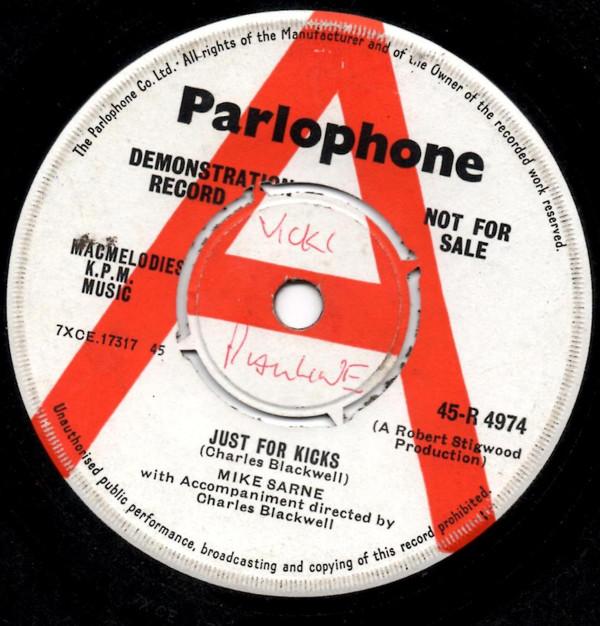 The Parlophone Co. Ltd. · All rights of the Manufacturer and of the Owner of the recorded work reserved.
Parlophone
DEMONSTRATION
RECORD
NOT FOR
SALE
VICKI
MACMELODIES
K.P.M.
MUSIC
7XCE.17317 45
PAULINE
45-R 4974
(A Robert Stigwood
Production)
JUST FOR KICKS
(Charles Blackwell)
MIKE SARNE
with Accompaniment directed by
Charles Blackwell
Unauthorised public performance, broadcasting and copying of this record prohibited.
7XCE